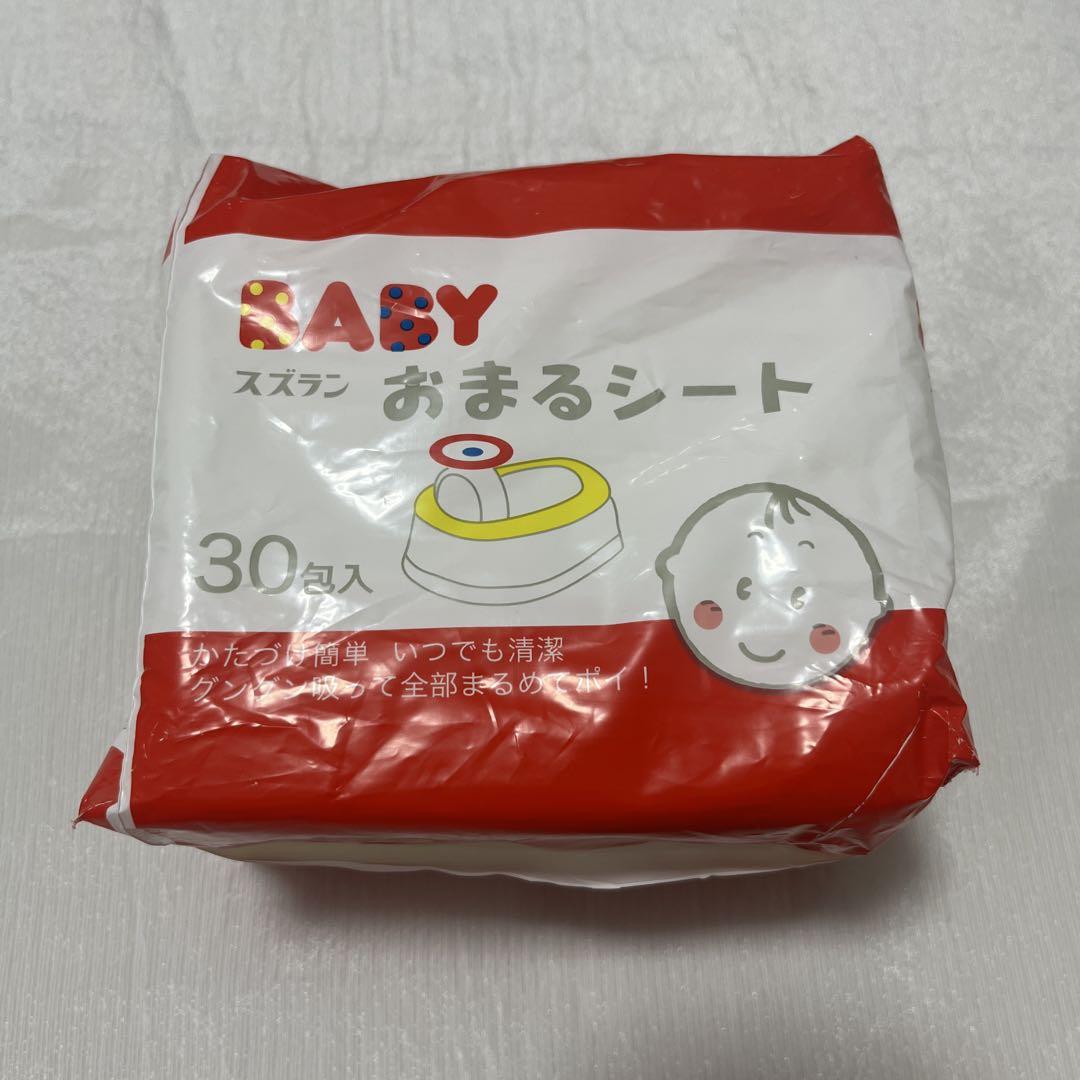 BABY
スズラン おまるシート
30包入
かたづけ簡単 いつでも清潔
グングン吸って全部まるめてポイ!